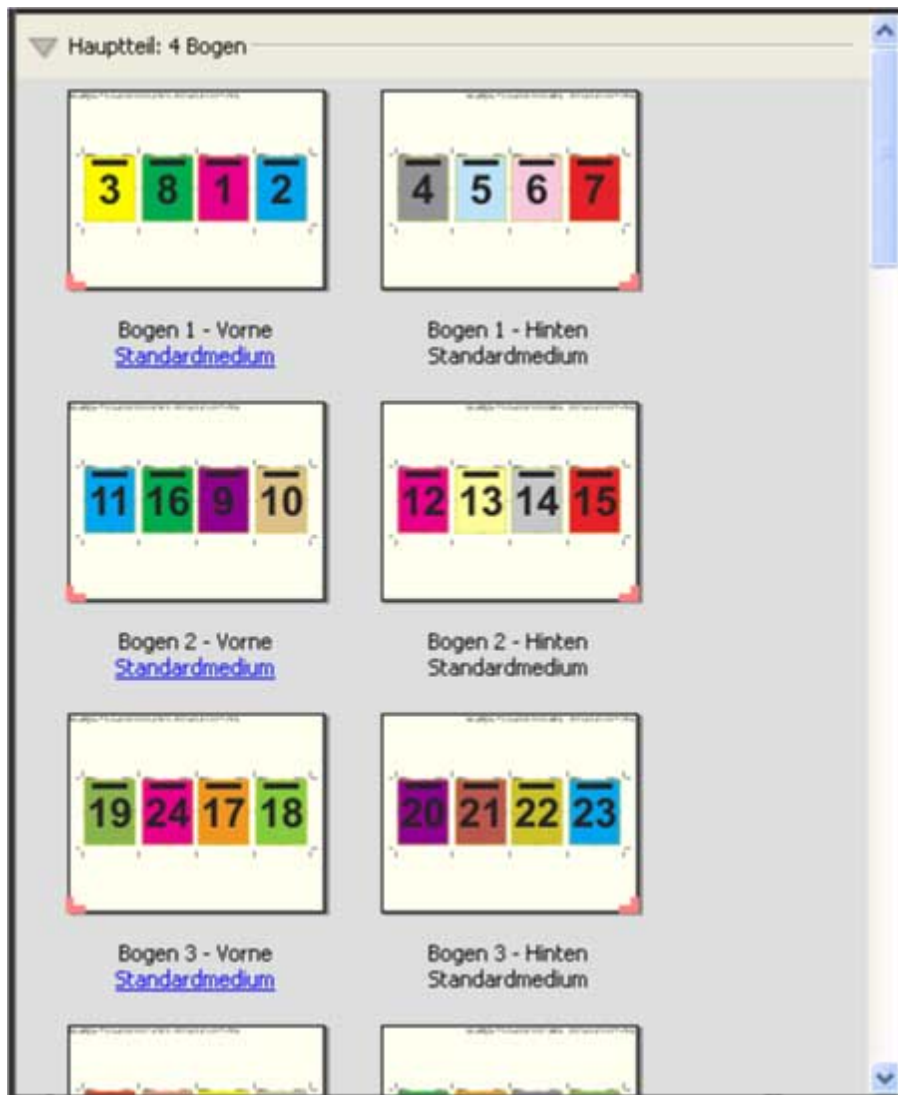 Hauptteil: 4 Bogen
3 8 1 2
4 5 6 7
Bogen 1 - Vorne
Standardmedium
Bogen 1 - Hinten
Standardmedium
11 16 9 10
12 13 14 15
Bogen 2 - Vorne
Standardmedium
Bogen 2 - Hinten
Standardmedium
19 24 17 18
20 21 22 23
Bogen 3 - Vorne
Standardmedium
Bogen 3 - Hinten
Standardmedium